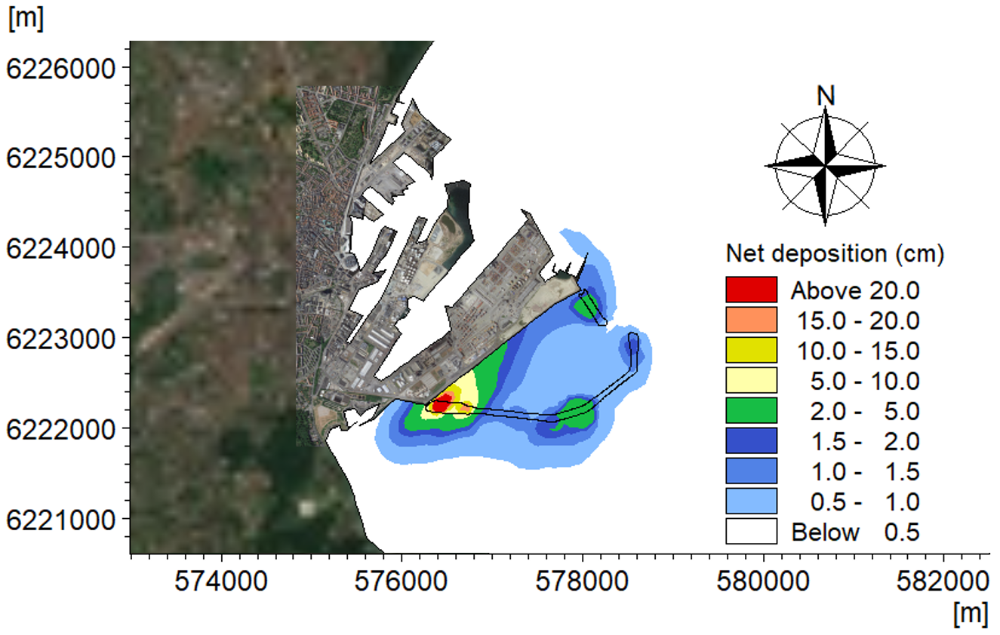 [m]
6226000
6225000
6224000
6223000
6222000
6221000
574000
576000
578000
580000
582000
[m]
N
Net deposition (cm)
Above 20.0
15.0 - 20.0
10.0 - 15.0
5.0 - 10.0
2.0 - 5.0
1.5 - 2.0
1.0 - 1.5
0.5 - 1.0
Below 0.5